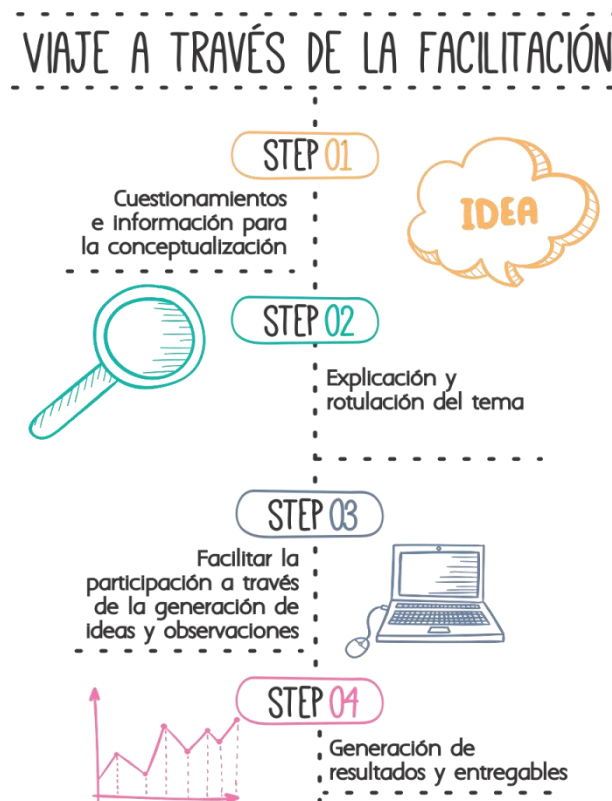 VIAJE A TRAVÉS DE LA FACILITACIÓN
STEP 01
Cuestionamientos
e información para
la conceptualización
IDEA
STEP 02
Explicación y
rotulación del tema
STEP 03
Facilitar la
participación a través
de la generación de
ideas y observaciones
STEP 04
Generación de
resultados y entregables